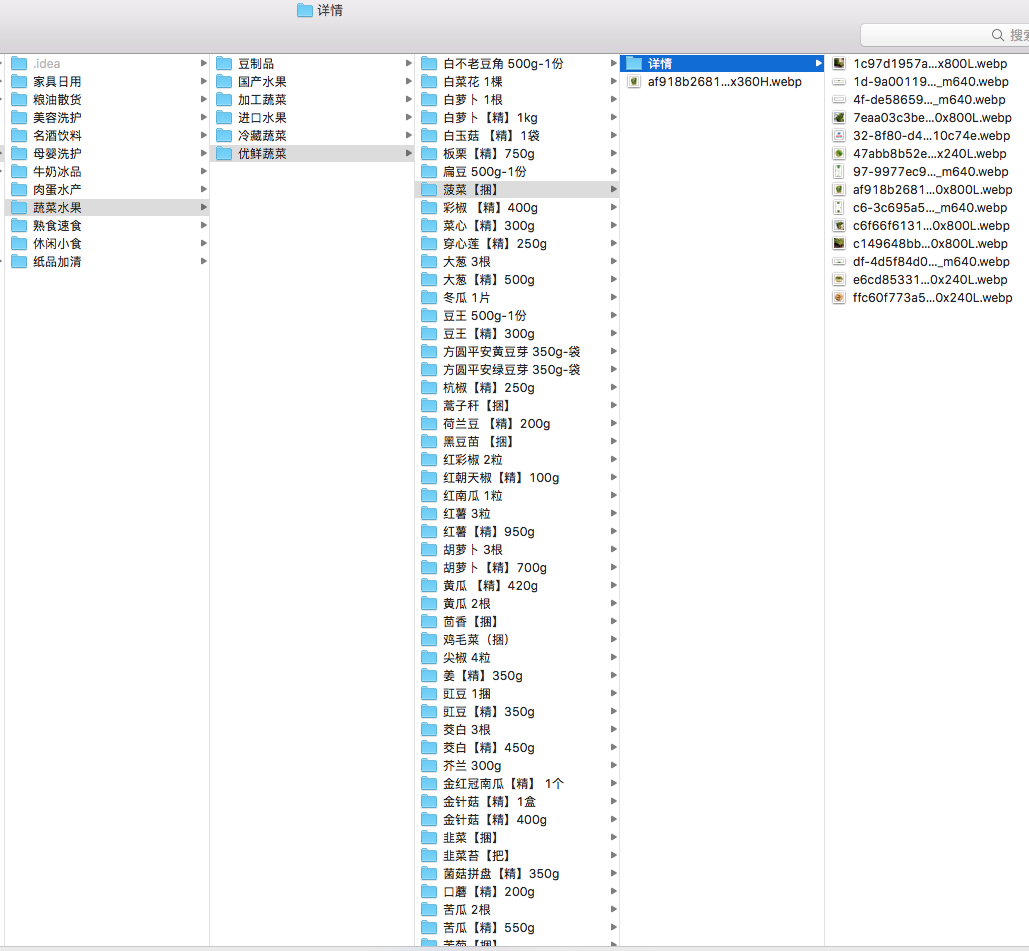 详情
搜索
.idea
家具日用
粮油散货
美容洗护
名酒饮料
母婴洗护
牛奶冰品
肉蛋水产
蔬菜水果
熟食速食
休闲小食
纸品加清
豆制品
国产水果
加工蔬菜
进口水果
冷藏蔬菜
优鲜蔬菜
白不老豆角 500g-1份
白菜花 1棵
白萝卜 1根
白萝卜【精】1kg
白玉菇 【精】1袋
板栗【精】750g
扁豆 500g-1份
菠菜【捆】
彩椒 【精】400g
菜心【精】300g
穿心莲【精】250g
大葱 3根
大葱【精】500g
冬瓜 1片
豆王 500g-1份
豆王【精】300g
方圆平安黄豆芽 350g-袋
方圆平安绿豆芽 350g-袋
杭椒【精】250g
蒿子秆【捆】
荷兰豆 【精】200g
黑豆苗 【捆】
红彩椒 2粒
红朝天椒【精】100g
红南瓜 1粒
红薯 3粒
红薯【精】950g
胡萝卜 3根
胡萝卜【精】700g
黄瓜 【精】420g
黄瓜 2根
茴香【捆】
鸡毛菜（捆）
尖椒 4粒
姜【精】350g
豇豆 1捆
豇豆【精】350g
茭白 3根
茭白【精】450g
芥兰 300g
金红冠南瓜【精】 1个
金针菇【精】1盒
金针菇【精】400g
韭菜【捆】
韭菜苔【把】
菌菇拼盘【精】350g
口蘑【精】200g
苦瓜 2根
苦瓜【精】550g
详情
af918b2681...x360H.webp
1c97d1957a...x800L.webp
1d-9a00119..._m640.webp
4f-de58659..._m640.webp
7eaa03c3be...0x800L.webp
32-8f80-d4...10c74e.webp
47abb8b52e...x240L.webp
97-9977ec9..._m640.webp
af918b2681...0x800L.webp
c6-3c695a5..._m640.webp
c6f66f6131...0x800L.webp
c149648bb...0x800L.webp
df-4d5f84d0..._m640.webp
e6cd85331...0x240L.webp
ffc60f773a5...0x240L.webp